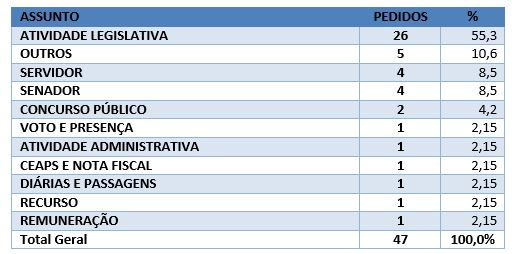 ASSUNTO PEDIDOS %
ATIVIDADE LEGISLATIVA 26 55,3
OUTROS 5 10,6
SERVIDOR 4 8,5
SENADOR 4 8,5
CONCURSO PÚBLICO 2 4,2
VOTO E PRESENÇA 1 2,15
ATIVIDADE ADMINISTRATIVA 1 2,15
CEAPS E NOTA FISCAL 1 2,15
DIÁRIAS E PASSAGENS 1 2,15
RECURSO 1 2,15
REMUNERAÇÃO 1 2,15
Total Geral 47 100,0%